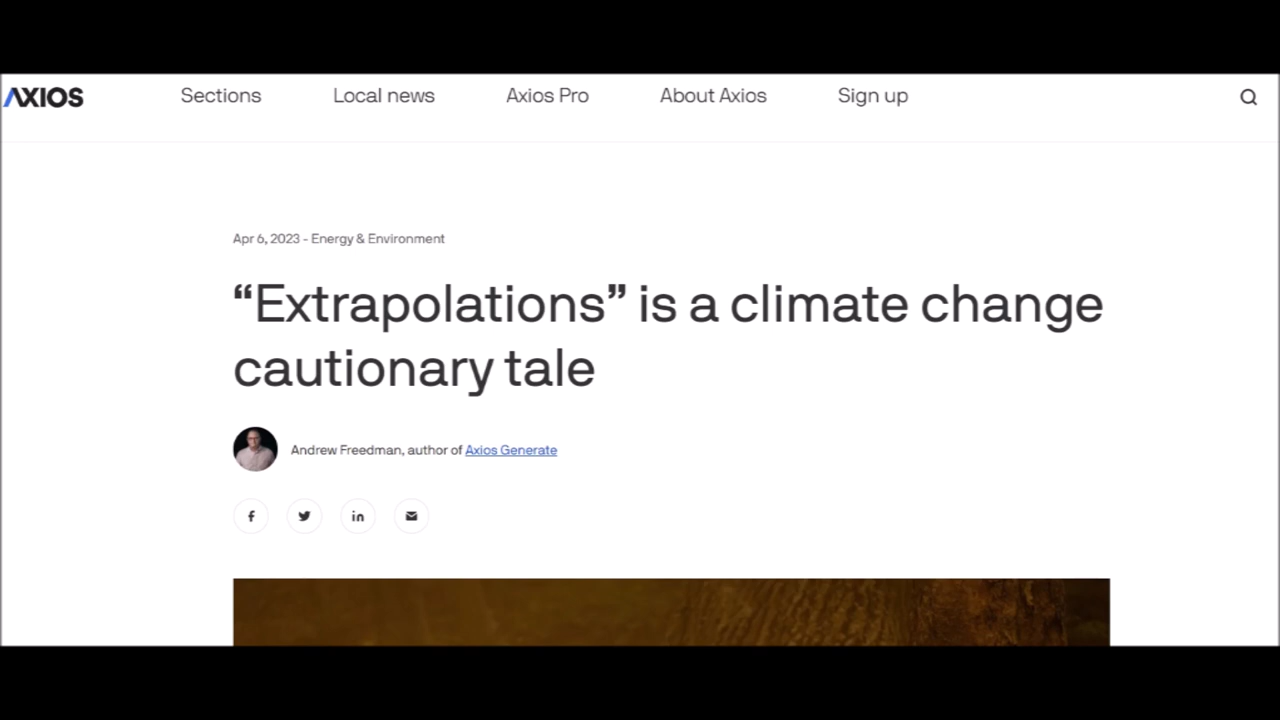 AXIOS Sections Local news Axios Pro About Axios Sign up
Apr 6, 2023 - Energy & Environment
“Extrapolations” is a climate change
cautionary tale
Andrew Freedman, author of Axios Generate